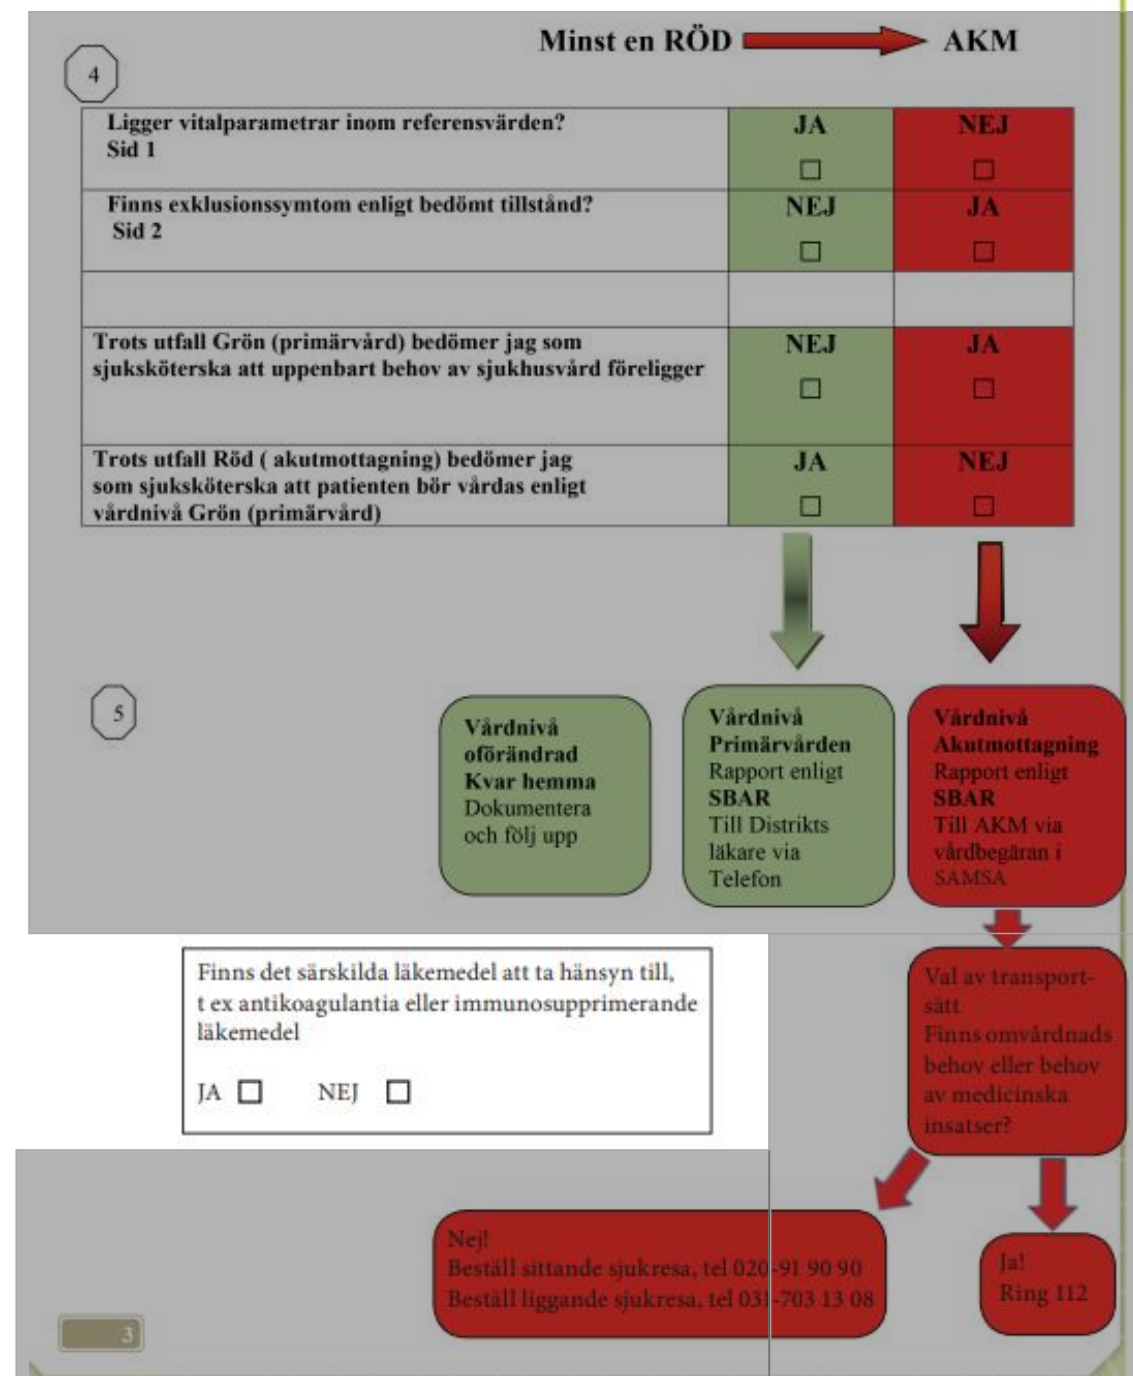 Minst en RÖD AKM
4
Ligger vitalparametrar inom referensvärden?
Sid 1
JA
NEJ
Finns exklusionssymtom enligt bedömt tillstånd?
Sid 2
NEJ
JA
Trots utfall Grön (primärvård) bedömer jag som
sjuksköterska att uppenbart behov av sjukhusvård föreligger
NEJ
JA
Trots utfall Röd ( akutmottagning) bedömer jag
som sjuksköterska att patienten bör vårdas enligt
vårdnivå Grön (primärvård)
JA
NEJ
5
Vårdnivå
oförändrad
Kvar hemma
Dokumentera
och följ upp
Vårdnivå
Primärvården
Rapport enligt
SBAR
Till Distrikts
läkare via
Telefon
Vårdnivå
Akutmottagning
Rapport enligt
SBAR
Till AKM via
vårdbegäran i
SAMSA
Finns det särskilda läkemedel att ta hänsyn till,
t ex antikoagulantia eller immunosupprimerande
läkemedel
JA NEJ
Val av transport-
sätt
Finns omvårdnads
behov eller behov
av medicinska
insatser?
Nej!
Beställ sittande sjukresa, tel 020-91 90 90
Beställ liggande sjukresa, tel 031-703 13 08
Ja!
Ring 112
3